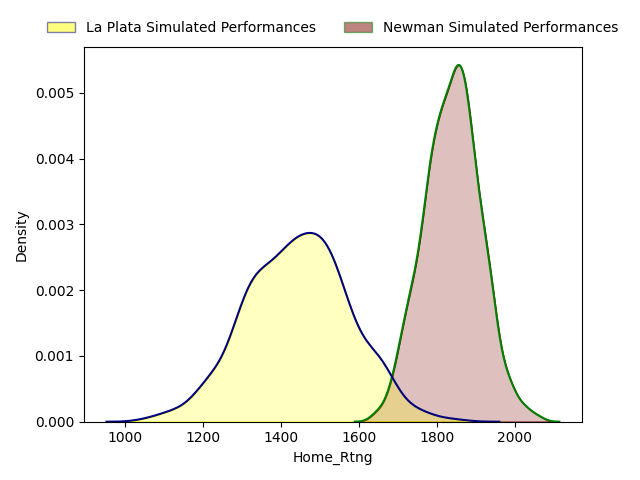 La Plata Simulated Performances
Newman Simulated Performances
Density
0.005
0.004
0.003
0.002
0.001
0.000
1000 1200 1400 1600 1800 2000
Home_Rtng